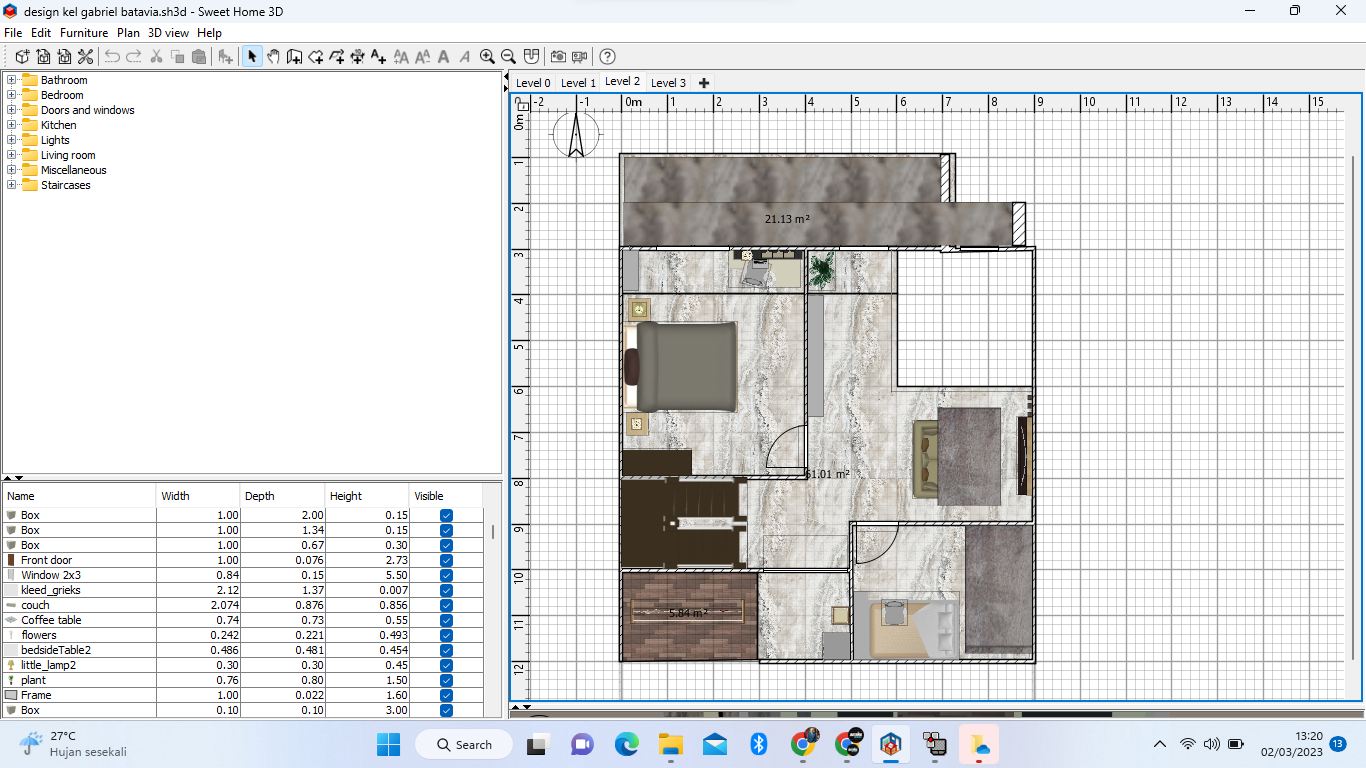 design kel gabriel batavia.sh3d - Sweet Home 3D
File Edit Furniture Plan 3D view Help
Bathroom
Bedroom
Doors and windows
Kitchen
Lights
Living room
Miscellaneous
Staircases
Name Width Depth Height Visible
Box 1.00 2.00 0.15
Box 1.00 1.34 0.15
Box 1.00 0.67 0.30
Front door 1.00 0.076 2.73
Window 2x3 0.84 0.15 5.50
kleed_grieks 2.12 1.37 0.007
couch 2.074 0.876 0.856
Coffee table 0.74 0.73 0.55
flowers 0.242 0.221 0.493
bedsideTable2 0.486 0.481 0.454
little_lamp2 0.30 0.30 0.45
plant 0.76 0.80 1.50
Frame 1.00 0.022 1.60
Box 0.10 0.10 3.00
Level 0 Level 1 Level 2 Level 3
-2 -1 0m 1 2 3 4 5 6 7 8 9 10 11 12 13 14 15
0m
1
2
3
4
5
6
7
8
9
10
11
12
21.13 m²
61.01 m²
5.84 m²
27°C
Hujan sesekali
Search
13:20
02/03/2023
13